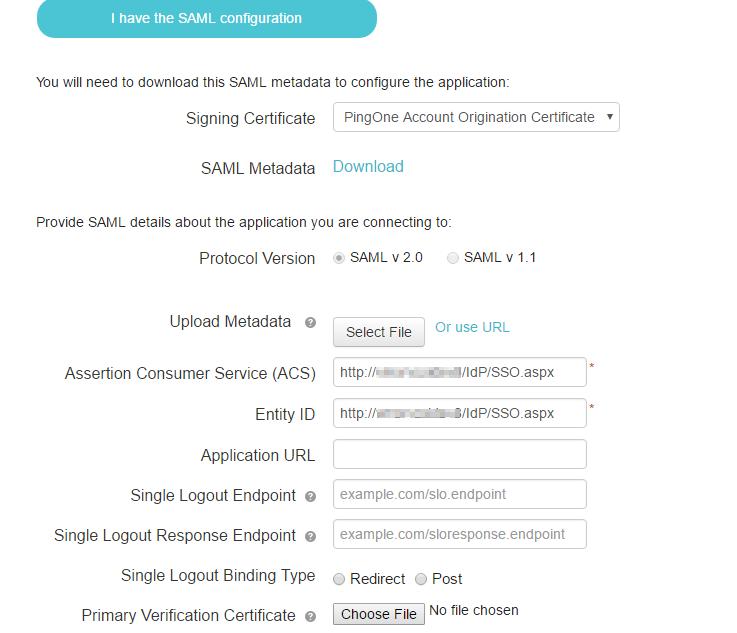 I have the SAML configuration
You will need to download this SAML metadata to configure the application:
Signing Certificate PingOne Account Origination Certificate
SAML Metadata Download
Provide SAML details about the application you are connecting to:
Protocol Version SAML v 2.0 SAML v 1.1
Upload Metadata ? Select File Or use URL
Assertion Consumer Service (ACS) http:// /IdP/SSO.aspx *
Entity ID http:// /IdP/SSO.aspx *
Application URL
Single Logout Endpoint ? example.com/slo.endpoint
Single Logout Response Endpoint ? example.com/sloresponse.endpoint
Single Logout Binding Type Redirect Post
Primary Verification Certificate ? Choose File No file chosen